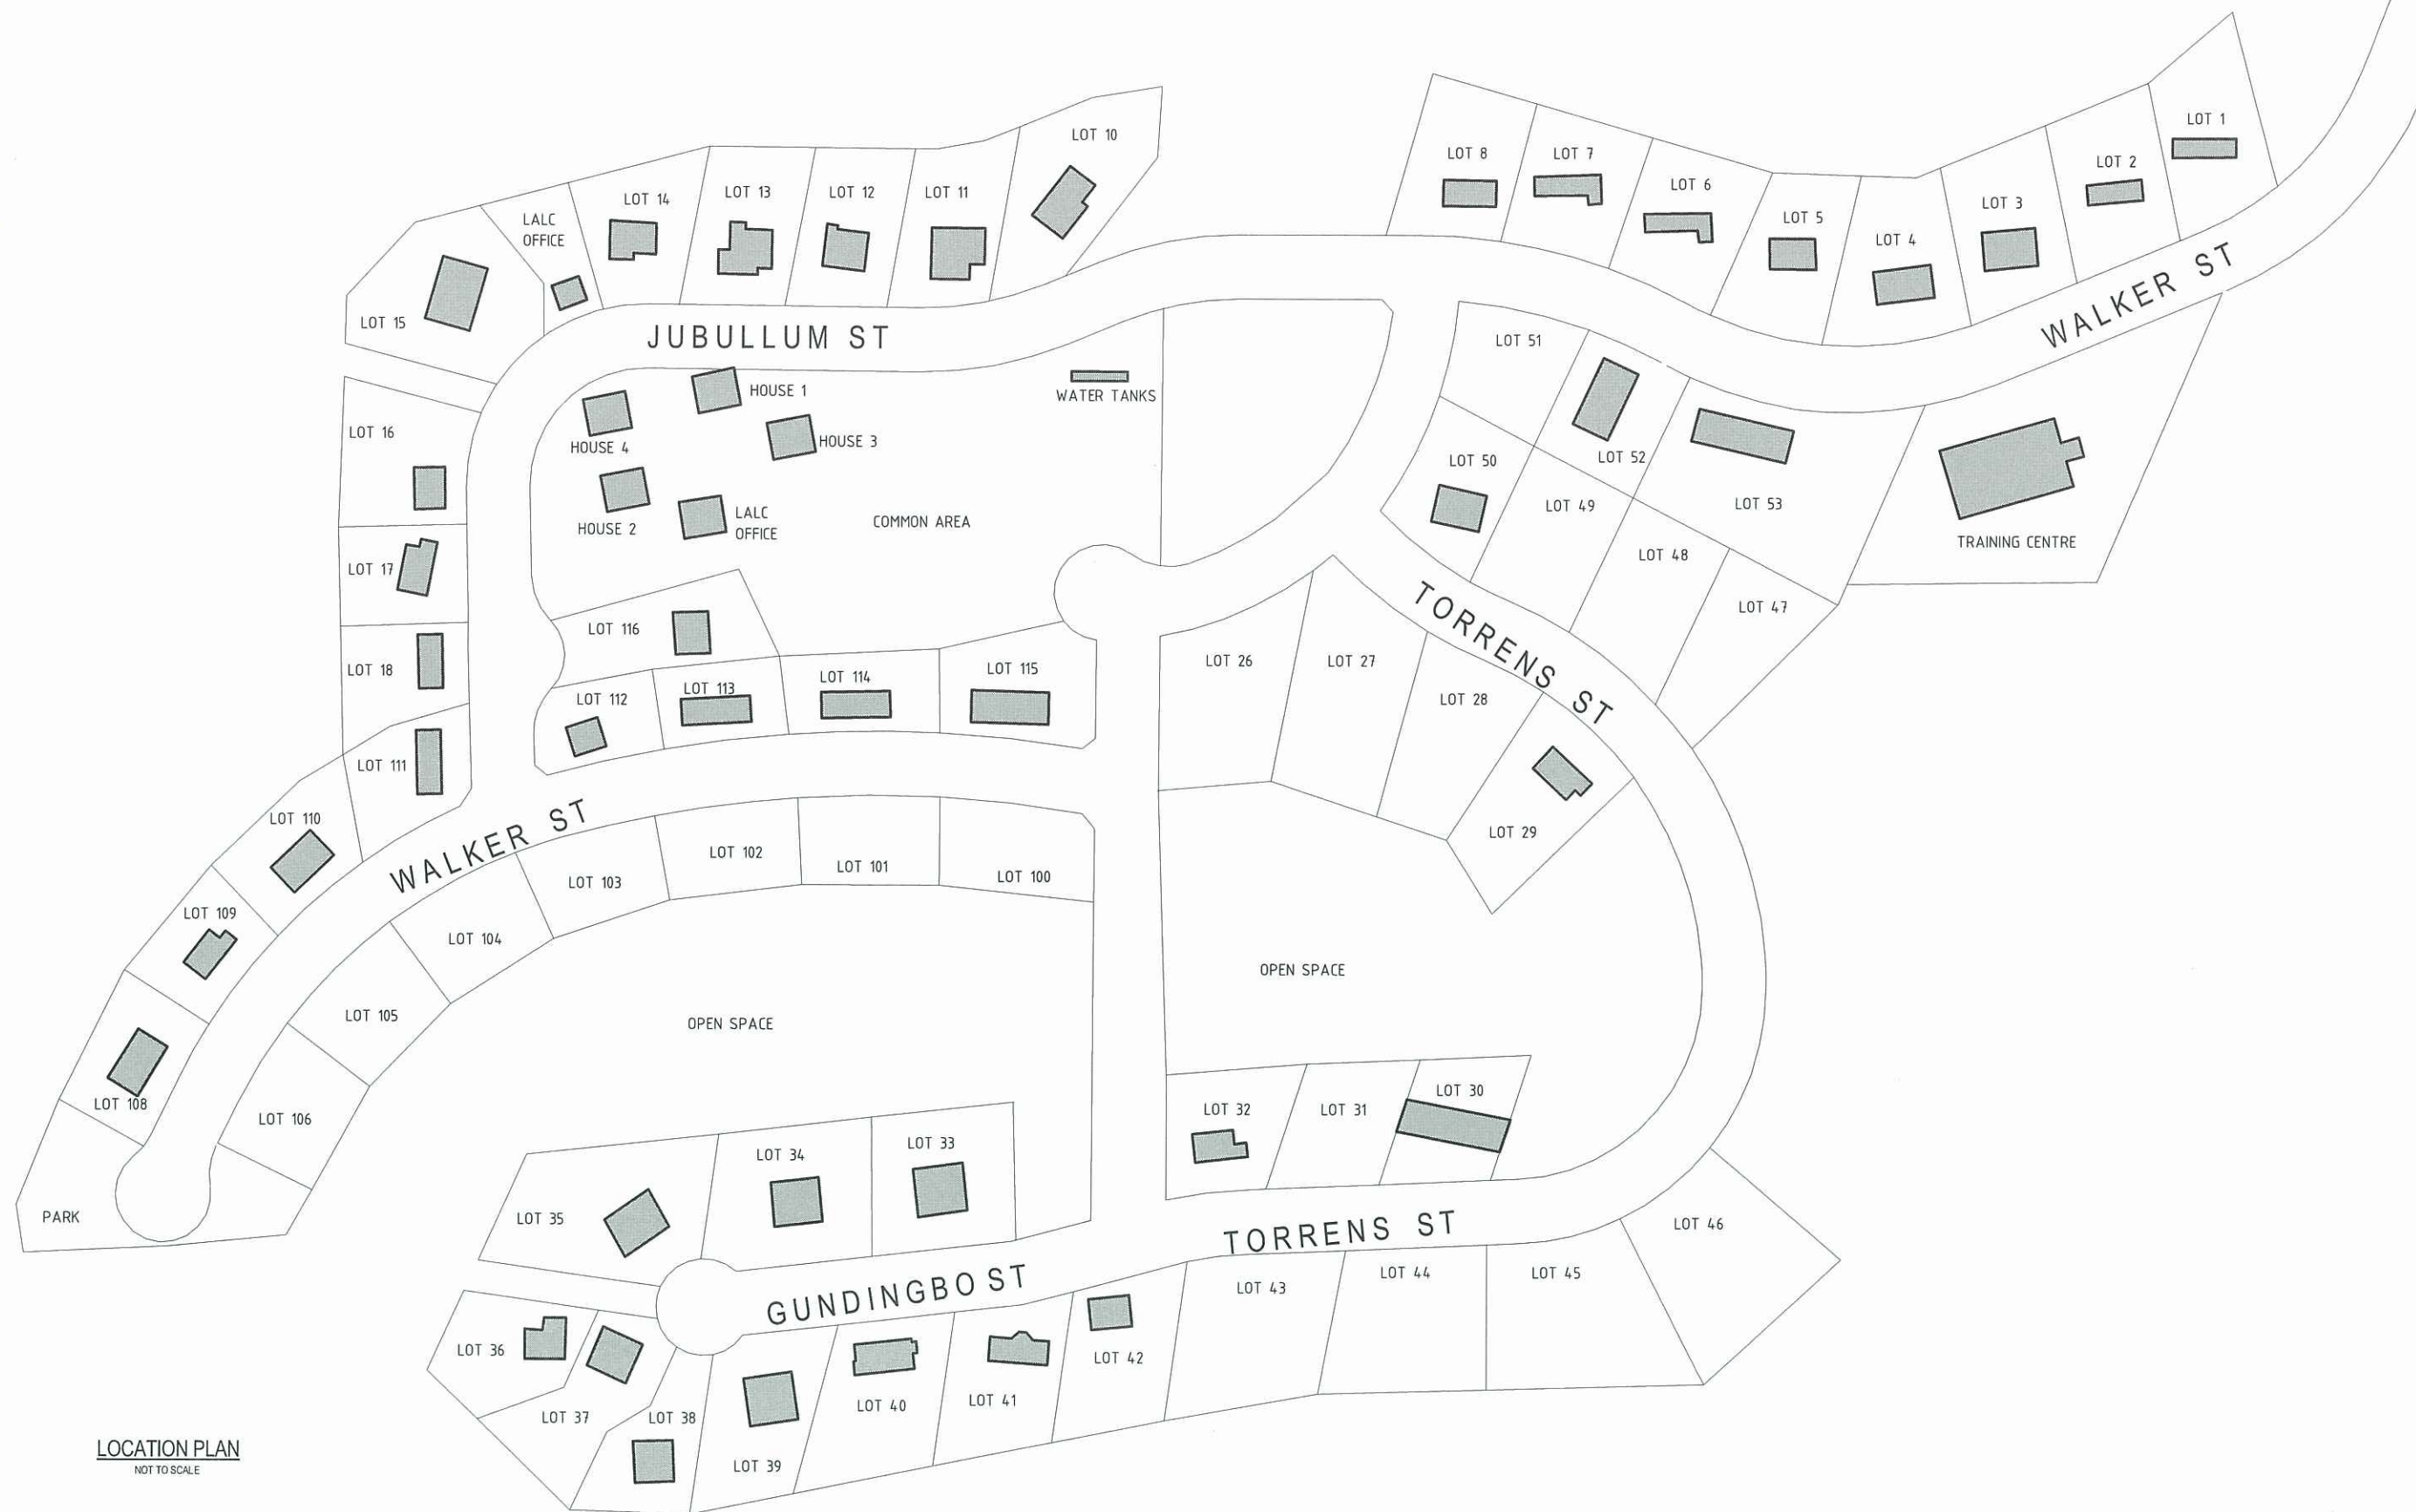 LOT 10
LOT 1
LOT 8
LOT 7
LOT 2
LOT 6
LOT 14
LOT 13
LOT 12
LOT 11
LOT 3
LOT 5
LALC
OFFICE
LOT 4
WALKER ST
LOT 15
JUBULLUM ST
LOT 51
HOUSE 1
WATER TANKS
LOT 16
HOUSE 4
HOUSE 3
LOT 52
LOT 50
LOT 49
LOT 53
HOUSE 2
LALC
OFFICE
COMMON AREA
TRAINING CENTRE
LOT 48
LOT 17
LOT 47
LOT 116
TORRENS ST
LOT 18
LOT 26
LOT 27
LOT 115
LOT 114
LOT 113
LOT 112
LOT 28
LOT 111
LOT 110
LOT 29
WALKER ST
LOT 102
LOT 101
LOT 100
LOT 103
LOT 109
LOT 104
OPEN SPACE
LOT 105
OPEN SPACE
LOT 108
LOT 106
LOT 32
LOT 31
LOT 30
LOT 34
LOT 33
PARK
LOT 35
TORRENS ST
LOT 46
GUNDINGBO ST
LOT 43
LOT 44
LOT 45
LOT 36
LOT 42
LOT 37
LOT 38
LOT 40
LOT 41
LOT 39
LOCATION PLAN
NOT TO SCALE